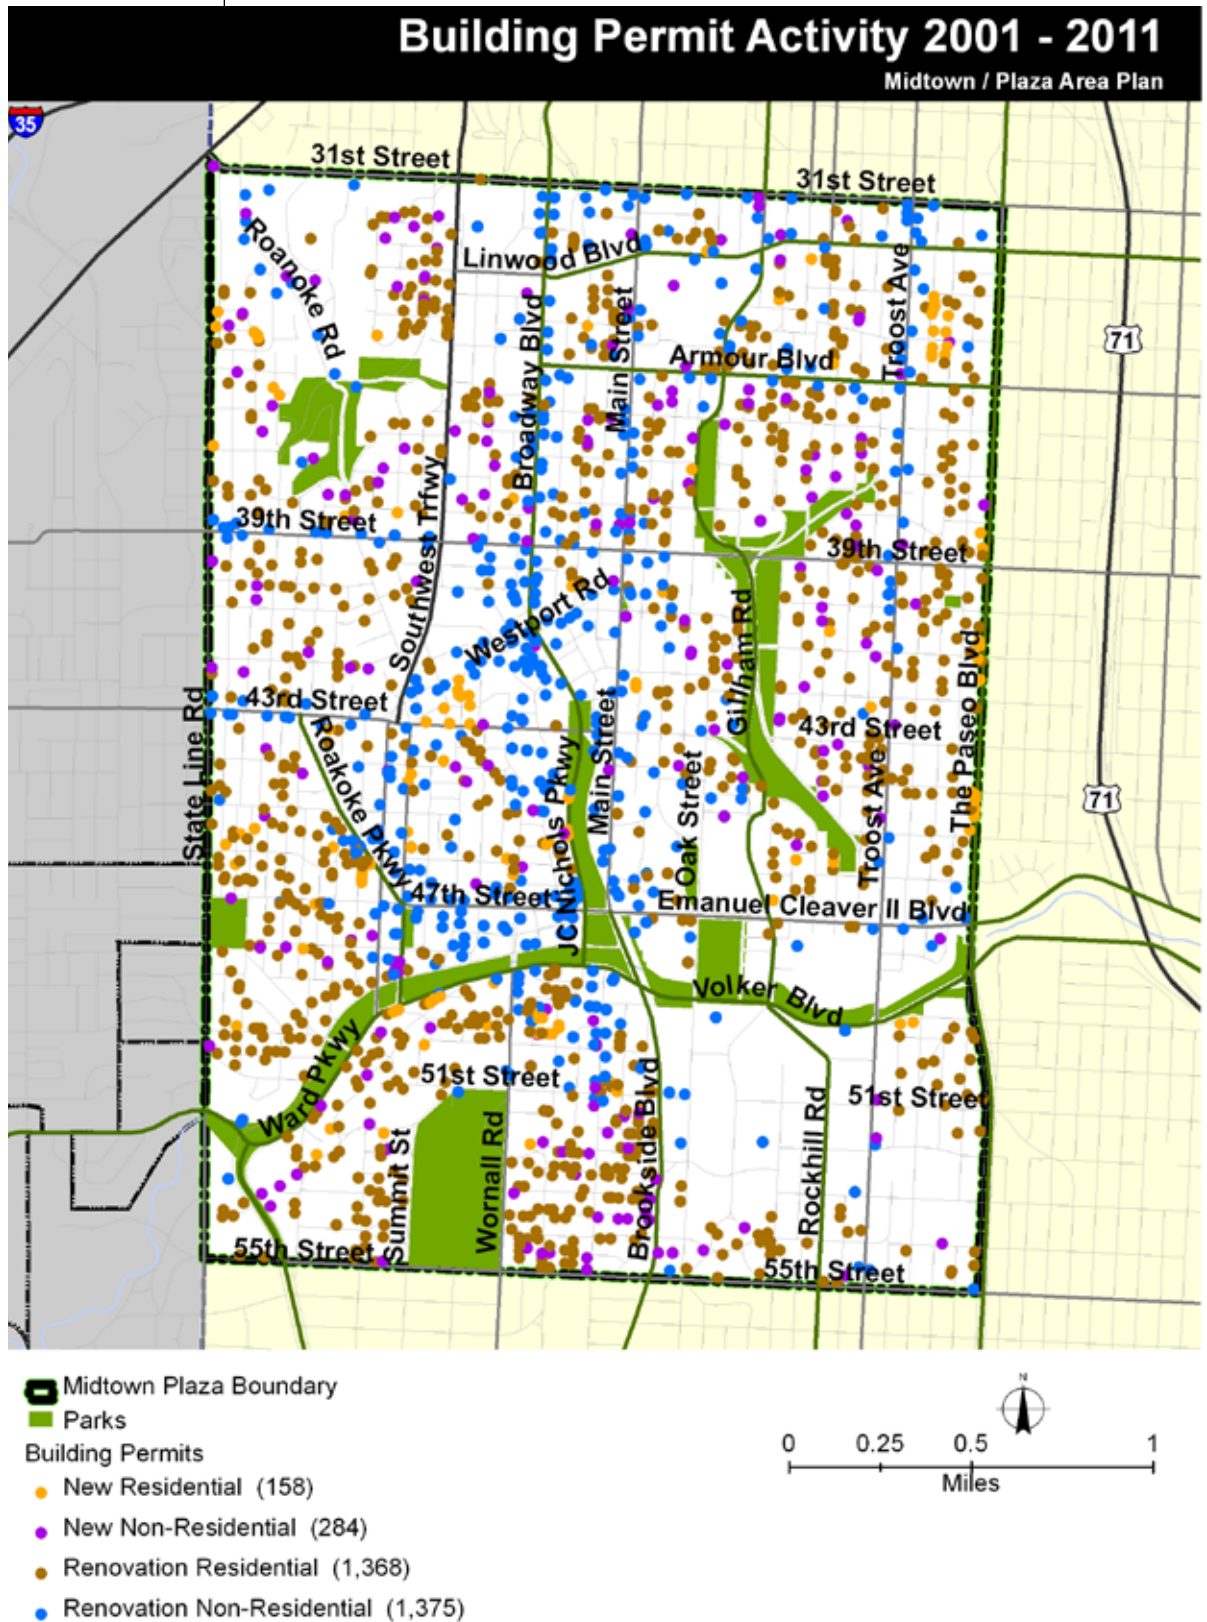 Building Permit Activity 2001 - 2011
Midtown / Plaza Area Plan
35
31st Street
31st Street
Roanoke Rd
Linwood Blvd
Troost Ave
Broadway Blvd
Main Street
71
Armour Blvd
Southwest Trfwy
39th Street
39th Street
Westport Rd
Gillham Rd
The Paseo Blvd
State Line Rd
43rd Street
43rd Street
Roakoke Pkwy
JC Nichols Pkwy
Main Street
Oak Street
Troost Ave
71
47th Street
Emanuel Cleaver II Blvd
Volker Blvd
Ward Pkwy
51st Street
51st Street
Summit St
Wornall Rd
Brookside Blvd
Rockhill Rd
55th Street
55th Street
Midtown Plaza Boundary
Parks
Building Permits
New Residential (158)
New Non-Residential (284)
Renovation Residential (1,368)
Renovation Non-Residential (1,375)
N
0 0.25 0.5 1
Miles